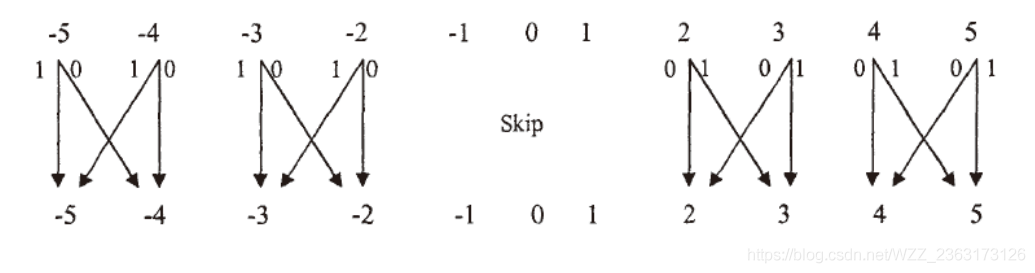 -5 -4 -3 -2 -1 0 1 2 3 4 5
1 0 1 0 1 0 1 0 0 1 0 1 0 1 0 1
Skip
-5 -4 -3 -2 -1 0 1 2 3 4 5
https://blog.csdn.net/WZZ_2363173126